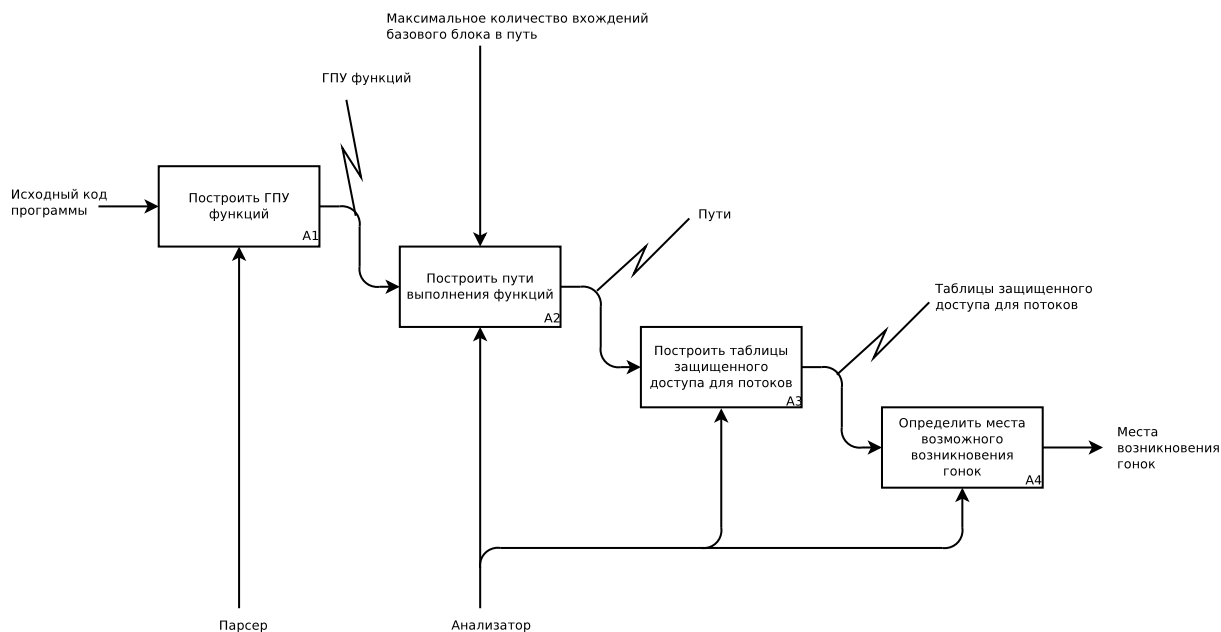 Максимальное количество вхождений
базового блока в путь
ГПУ функций
Исходный код
программы
Построить ГПУ
функций
A1
Построить пути
выполнения функций
A2
Пути
Построить таблицы
защищенного
доступа для потоков
A3
Таблицы защищенного
доступа для потоков
Определить места
возможного
возникновения
гонок
A4
Места
возникновения
гонок
Парсер
Анализатор